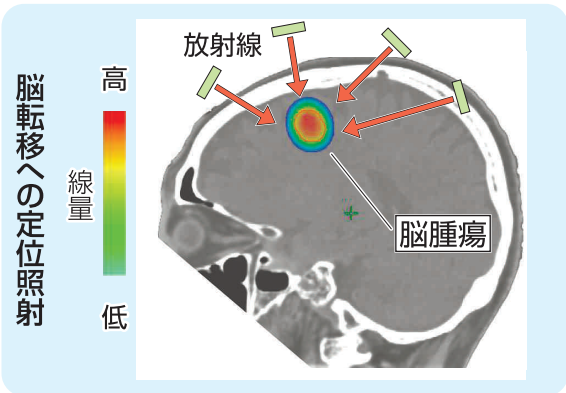 脳転移への定位照射
高
線量
低
放射線
脳腫瘍